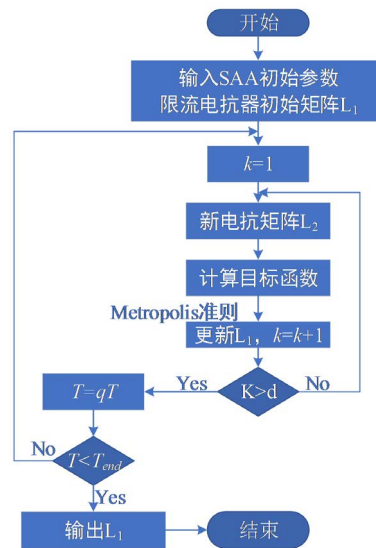 开始
输入SAA初始参数
限流电抗器初始矩阵L₁
k=1
新电抗矩阵L₂
计算目标函数
Metropolis准则
更新L₁，k=k+1
K>d
Yes
No
T=qT
T<Tend
No
Yes
输出L₁
结束